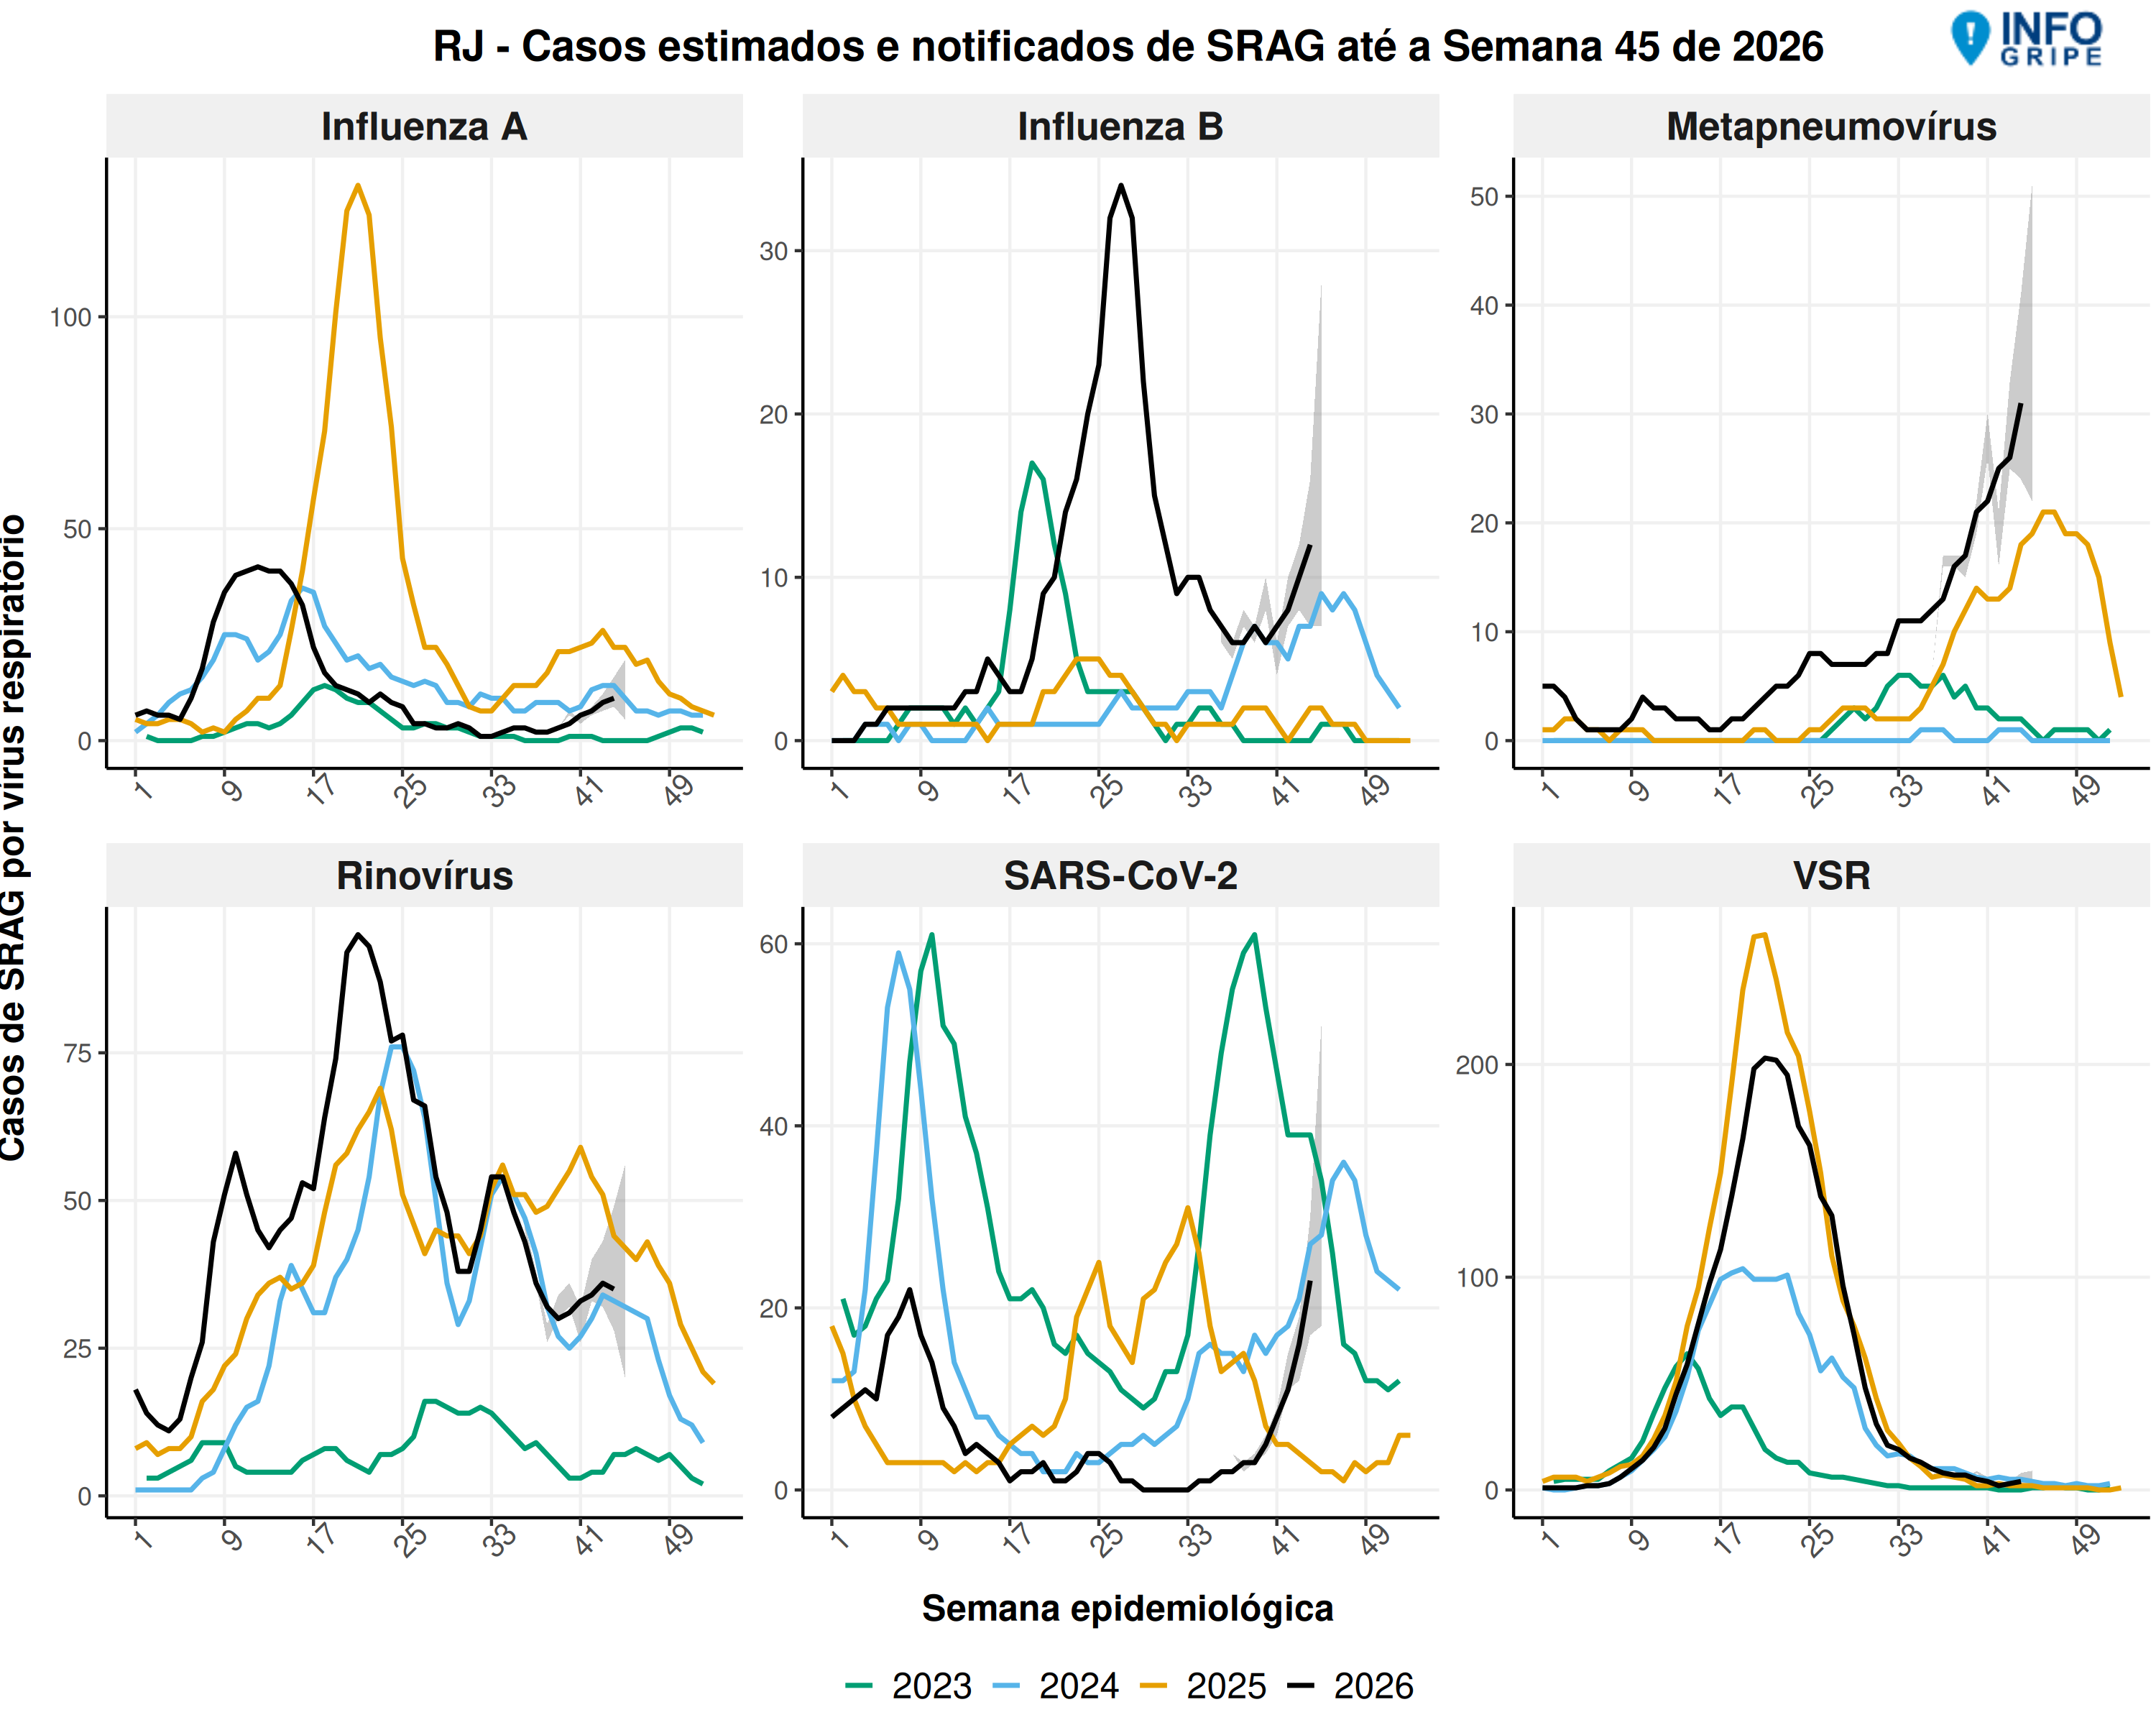 RJ - Casos estimados e notificados de SRAG até a Semana 45 de 2026
INFO
GRIPE
Influenza A
Influenza B
Metapneumovírus
100
50
0
30
20
10
0
50
40
30
20
10
0
1 9 17 25 33 41 49
1 9 17 25 33 41 49
1 9 17 25 33 41 49
Casos de SRAG por vírus respiratório
Rinovírus
SARS-CoV-2
VSR
75
50
25
0
60
40
20
0
200
100
0
1 9 17 25 33 41 49
1 9 17 25 33 41 49
1 9 17 25 33 41 49
Semana epidemiológica
2023 2024 2025 2026